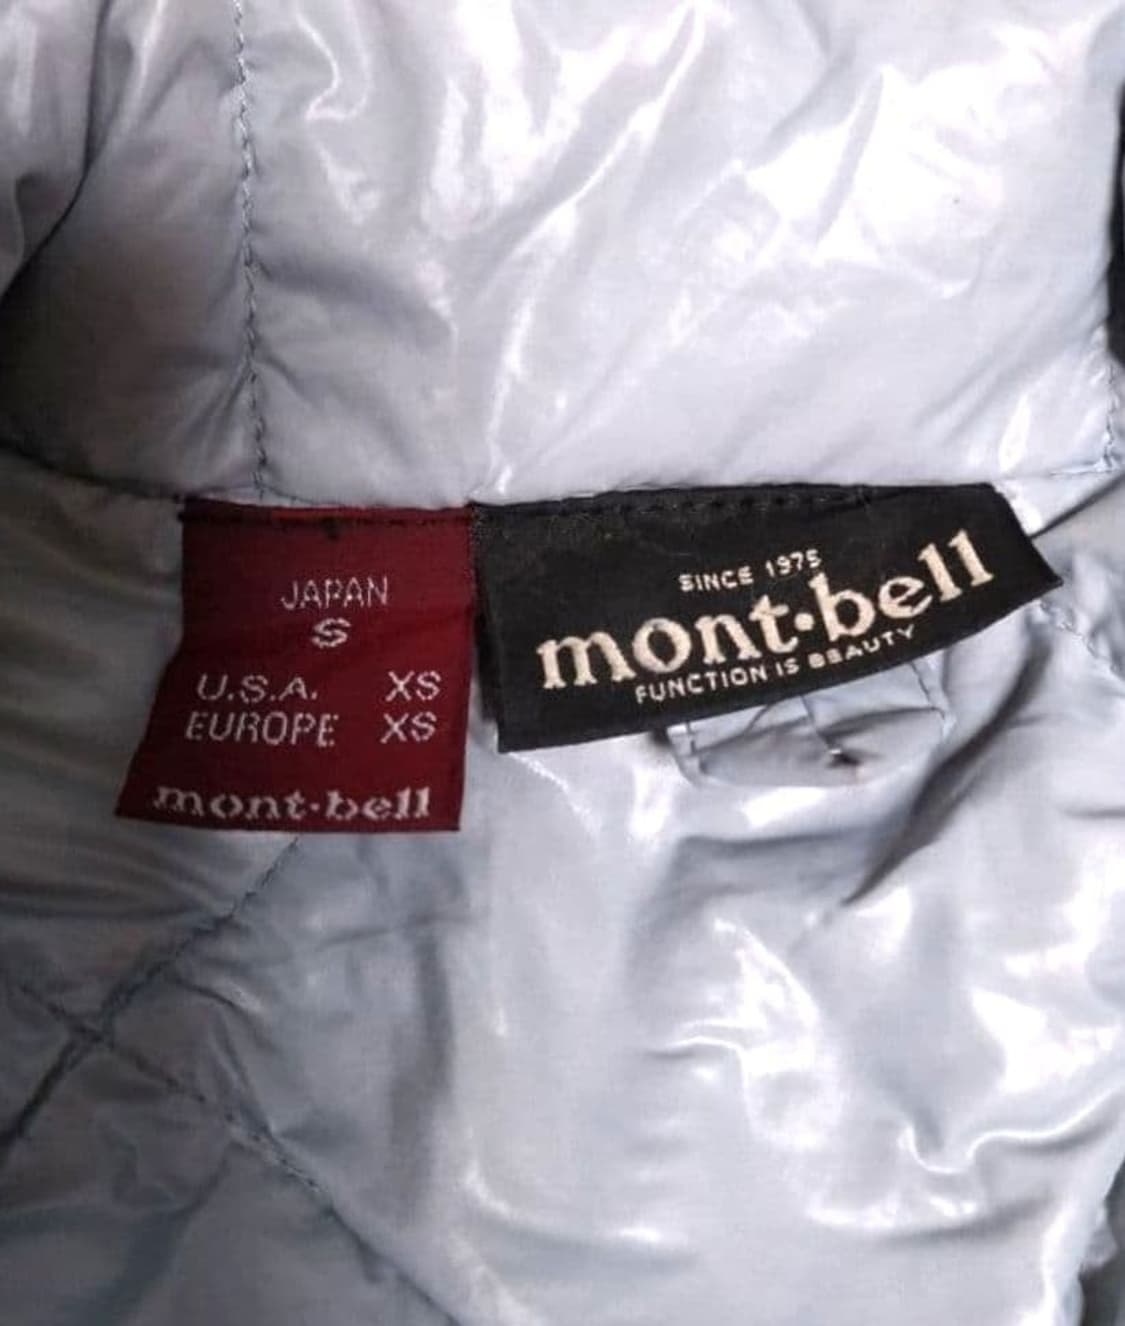 JAPAN
S
U.S.A. XS
EUROPE XS
mont-bell
SINCE 1975
mont·bell
FUNCTION IS BEAUTY